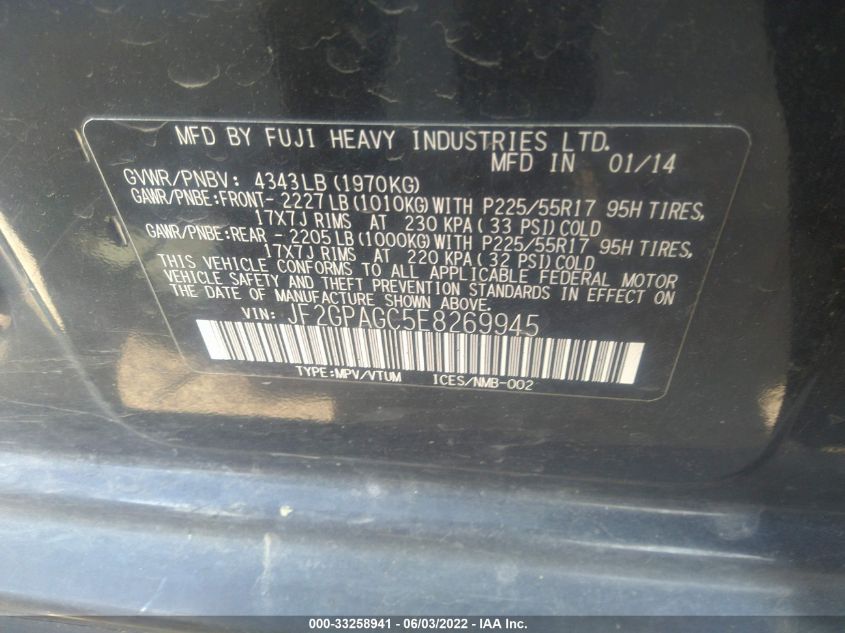 MFD BY FUJI HEAVY INDUSTRIES LTD.
MFD IN 01/14
GVWR/PNBV: 4343LB (1970KG)
GAWR/PNBE:FRONT- 2227 LB (1010KG) WITH P225/55R17 95H TIRES,
17X7J RIMS AT 230 KPA ( 33 PSI) COLD
GAWR/PNBE:REAR - 2205 LB (1000KG) WITH P225/55R17 95H TIRES,
17X7J RIMS AT 220 KPA ( 32 PSI) COLD
THIS VEHICLE CONFORMS TO ALL APPLICABLE FEDERAL MOTOR
VEHICLE SAFETY AND THEFT PREVENTION STANDARDS IN EFFECT ON
THE DATE OF MANUFACTURE SHOWN ABOVE.
VIN: JF2GPAGC5E8269945
TYPE:MPV/VTUM ICES/NMB-002
000-33258941 - 06/03/2022 - IAA Inc.